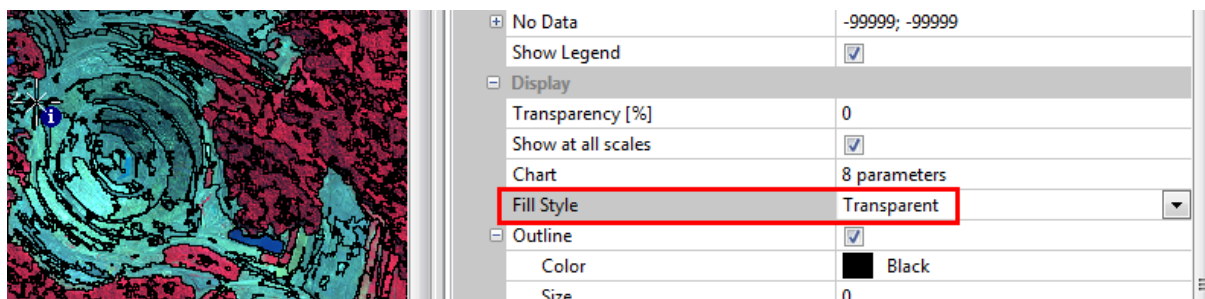 No Data -99999; -99999
Show Legend
Display
Transparency [%] 0
Show at all scales
Chart 8 parameters
Fill Style Transparent
Outline
Color Black
Size 0
i